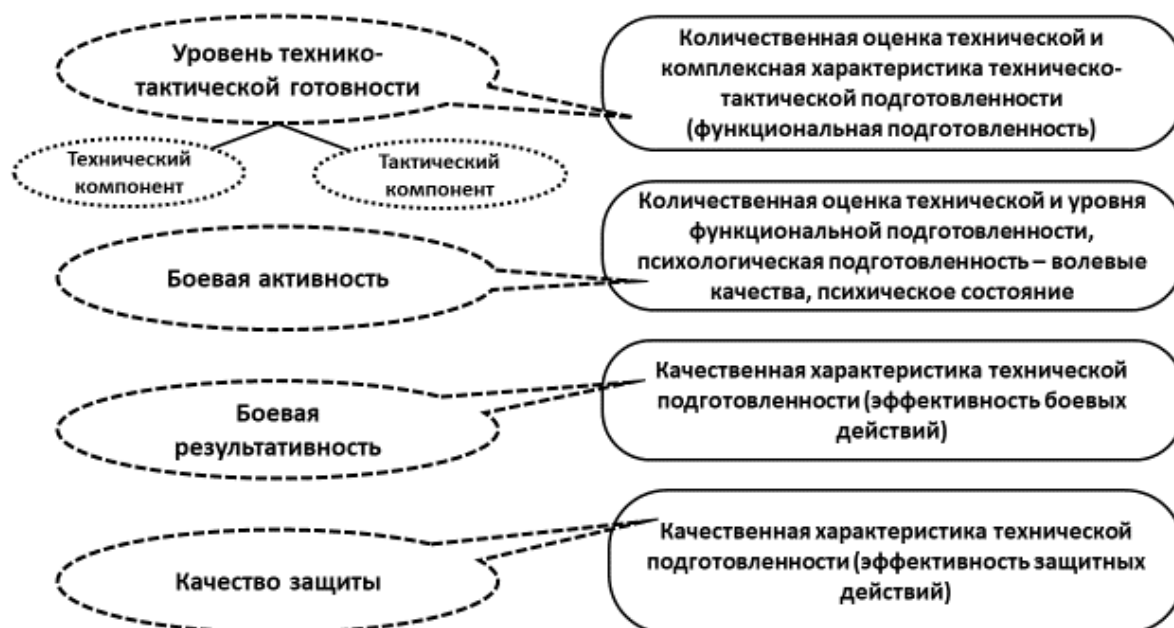 Уровень технико-
тактической готовности
Технический
компонент
Тактический
компонент
Количественная оценка технической и
комплексная характеристика техническо-
тактической подготовленности
(функциональная подготовленность)
Боевая активность
Количественная оценка технической и уровня
функциональной подготовленности,
психологическая подготовленность – волевые
качества, психическое состояние
Боевая
результативность
Качественная характеристика технической
подготовленности (эффективность боевых
действий)
Качество защиты
Качественная характеристика технической
подготовленности (эффективность защитных
действий)